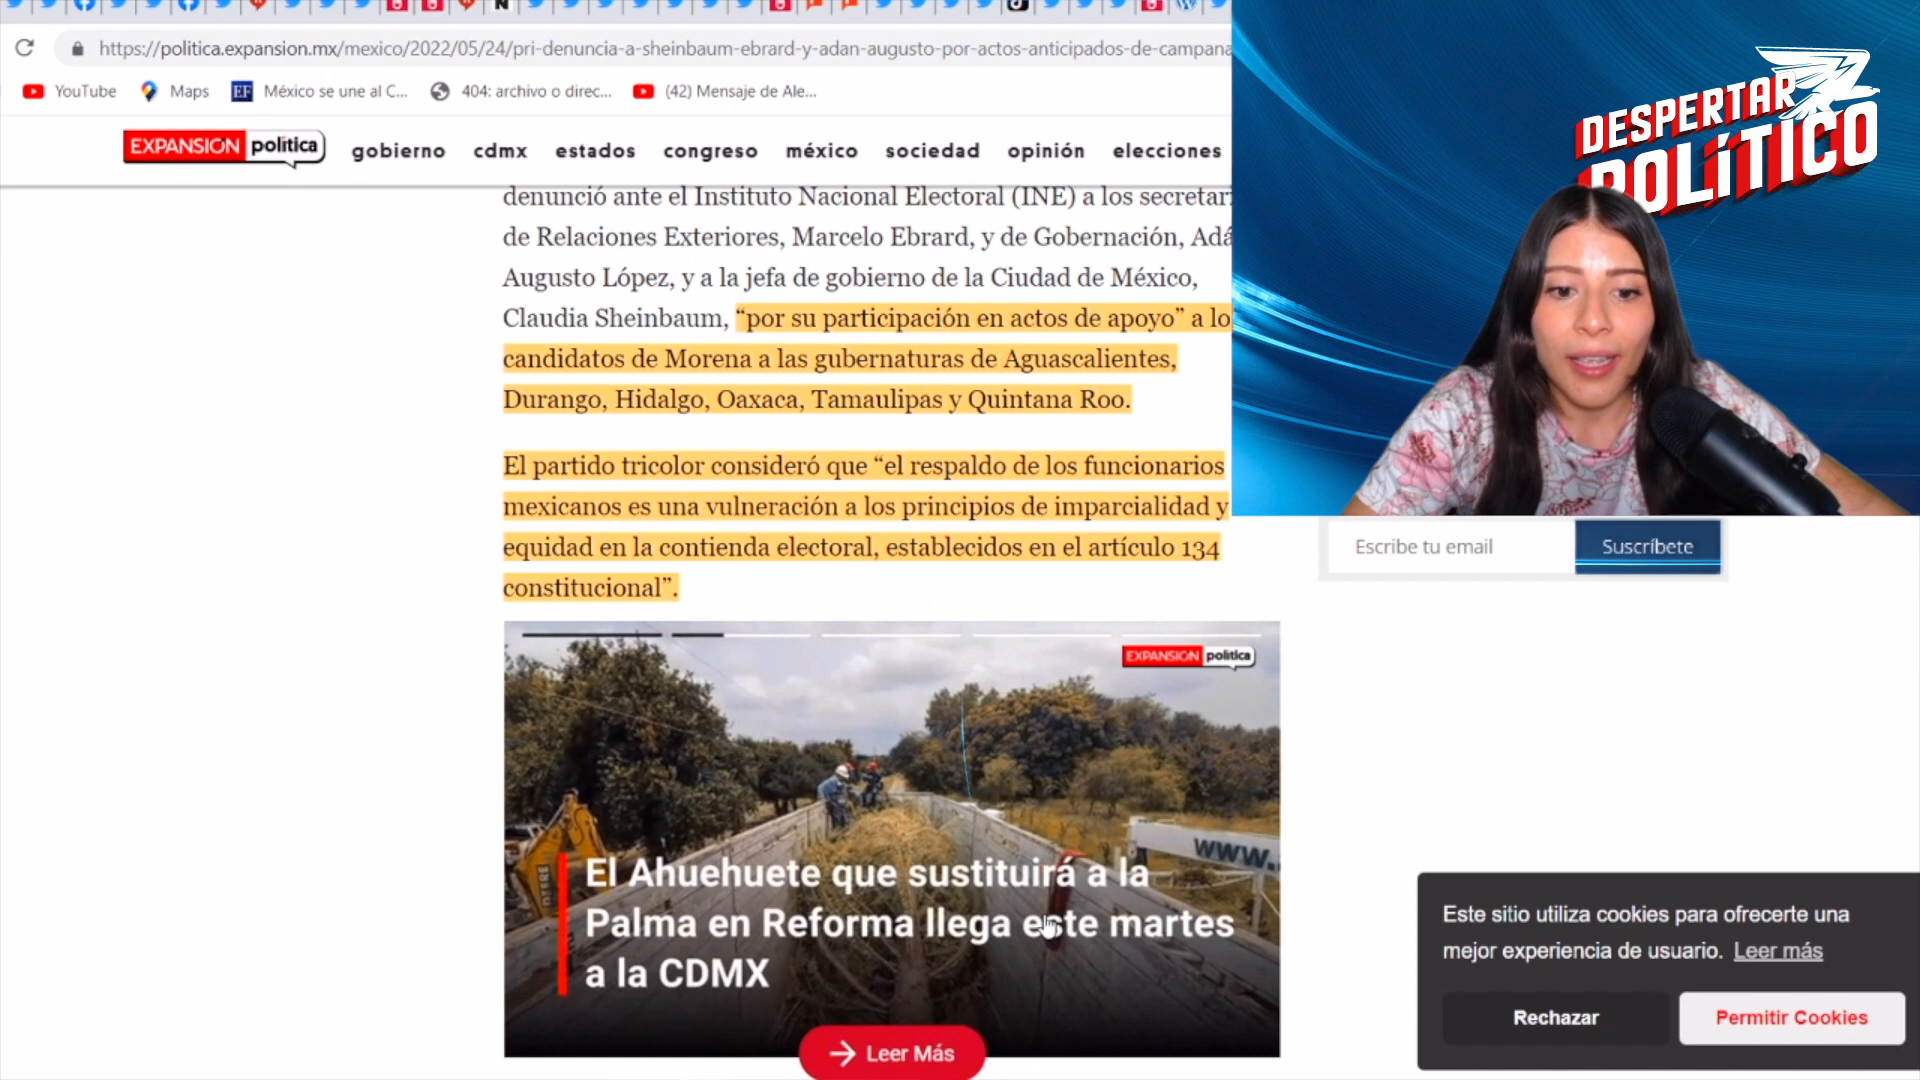 https://politica.expansion.mx/mexico/2022/05/24/pri-denuncia-a-sheinbaum-ebrard-y-adan-augusto-por-actos-anticipados-de-campana
YouTube
Maps
EF
México se une al C...
404: archivo o direc...
(42) Mensaje de Ale...
DESPERTAR
POLÍTICO
EXPANSIÓN política
gobierno
cdmx
estados
congreso
méxico
sociedad
opinión
elecciones
denunció ante el Instituto Nacional Electoral (INE) a los secretari
de Relaciones Exteriores, Marcelo Ebrard, y de Gobernación, Adá
Augusto López, y a la jefa de gobierno de la Ciudad de México,
Claudia Sheinbaum, “por su participación en actos de apoyo” a lo
candidatos de Morena a las gubernaturas de Aguascalientes,
Durango, Hidalgo, Oaxaca, Tamaulipas y Quintana Roo.
El partido tricolor consideró que “el respaldo de los funcionarios
mexicanos es una vulneración a los principios de imparcialidad y
equidad en la contienda electoral, establecidos en el artículo 134
constitucional”.
Escribe tu email
Suscríbete
EXPANSIÓN política
DEERE
www.
El Ahuehuete que sustituirá a la
Palma en Reforma llega este martes
a la CDMX
Leer Más
Este sitio utiliza cookies para ofrecerte una
mejor experiencia de usuario. Leer más
Rechazar
Permitir Cookies